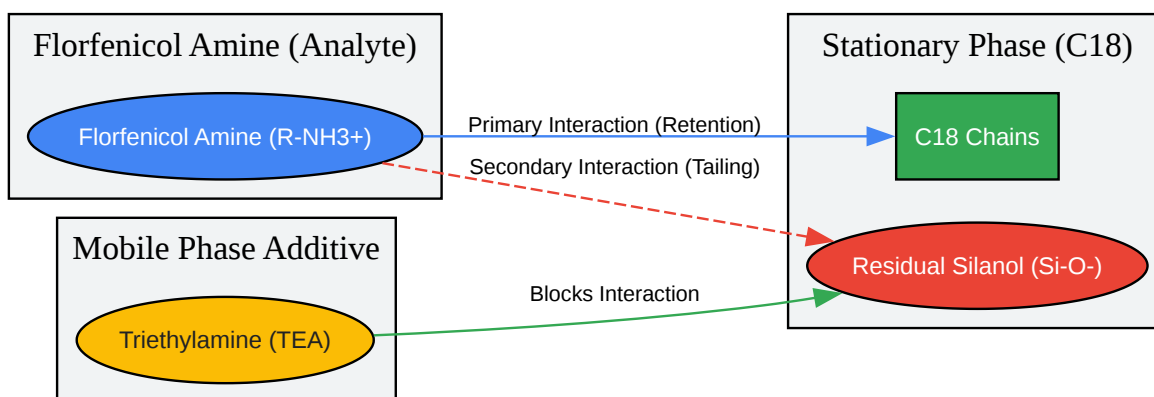 Florfenicol Amine (Analyte)
Stationary Phase (C18)
Florfenicol Amine (R-NH3+)
Primary Interaction (Retention)
C18 Chains
Secondary Interaction (Tailing)
Mobile Phase Additive
Residual Silanol (Si-O-)
Blocks Interaction
Triethylamine (TEA)